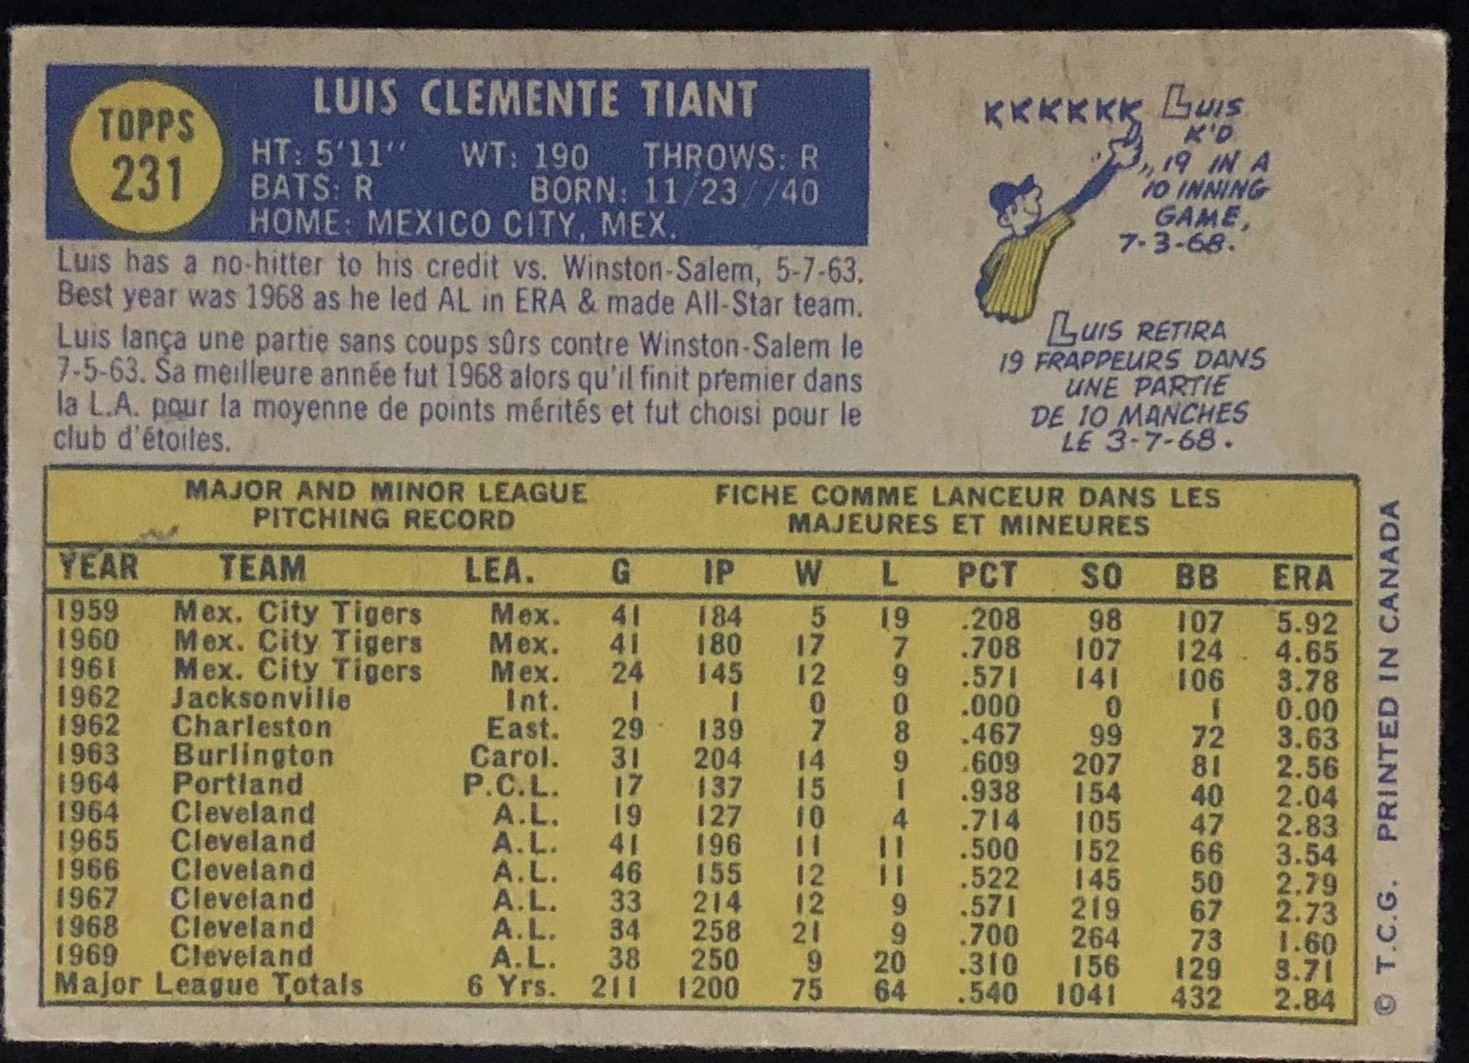 TOPPS
231
LUIS CLEMENTE TIANT
HT: 5'11" WT: 190 THROWS: R
BATS: R BORN: 11/23//40
HOME: MEXICO CITY, MEX.
Luis has a no-hitter to his credit vs. Winston-Salem, 5-7-63.
Best year was 1968 as he led AL in ERA & made All-Star team.
Luis lança une partie sans coups sûrs contre Winston-Salem le
7-5-63. Sa meilleure année fut 1968 alors qu'il finit premier dans
la L.A. pour la moyenne de points mérités et fut choisi pour le
club d'étoiles.
KKKKKK LUIS
K'D
19 IN A
10 INNING
GAME,
7-3-68.
LUIS RETIRA
19 FRAPPEURS DANS
UNE PARTIE
DE 10 MANCHES
LE 3-7-68.
MAJOR AND MINOR LEAGUE
PITCHING RECORD
FICHE COMME LANCEUR DANS LES
MAJEURES ET MINEURES
YEAR TEAM LEA. G IP W L PCT SO BB ERA
1959 Mex. City Tigers Mex. 41 184 5 19 .208 98 107 5.92
1960 Mex. City Tigers Mex. 41 180 17 7 .708 107 124 4.65
1961 Mex. City Tigers Mex. 24 145 12 9 .571 141 106 3.78
1962 Jacksonville Int. 1 1 0 0 .000 0 1 0.00
1962 Charleston East. 29 139 7 8 .467 99 72 3.63
1963 Burlington Carol. 31 204 14 9 .609 207 81 2.56
1964 Portland P.C.L. 17 137 15 1 .938 154 40 2.04
1964 Cleveland A.L. 19 127 10 4 .714 105 47 2.83
1965 Cleveland A.L. 41 196 11 11 .500 152 66 3.54
1966 Cleveland A.L. 46 155 12 11 .522 145 50 2.79
1967 Cleveland A.L. 33 214 12 9 .571 219 67 2.73
1968 Cleveland A.L. 34 258 21 9 .700 264 73 1.60
1969 Cleveland A.L. 38 250 9 20 .310 156 129 3.71
Major League Totals 6 Yrs. 211 1200 75 64 .540 1041 432 2.84
© T.C.G. PRINTED IN CANADA